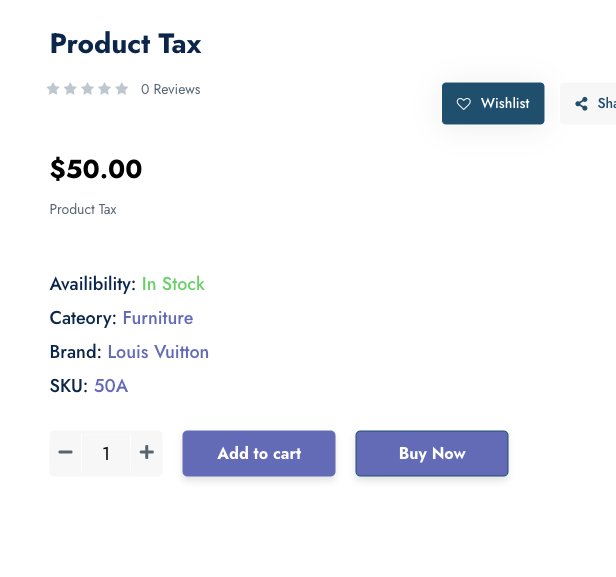 Product Tax
0 Reviews
Wishlist
Sha
$50.00
Product Tax
Availibility: In Stock
Cateory: Furniture
Brand: Louis Vuitton
SKU: 50A
1
Add to cart
Buy Now